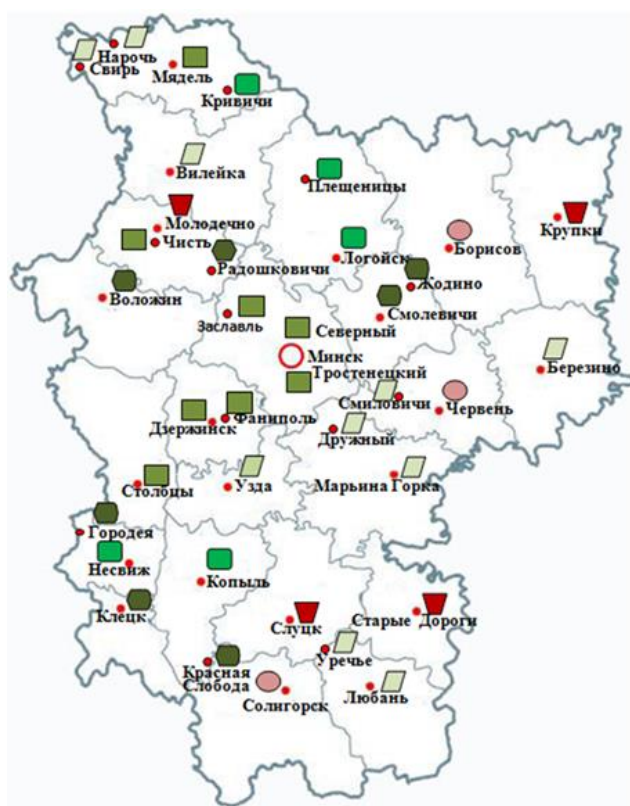 Нарочь
Свирь
Мядель
Кривичи
Вилейка
Плещеницы
Молодечно
Крупки
Чисть
Борисов
Логойск
Радошковичи
Жодино
Воложин
Смолевичи
Заславль
Северный
Минск
Березино
Тростенецкий
Смиловичи
Червень
Фаниполь
Дзержинск
Дружный
Узда
Марьина Горка
Столбцы
Городея
Несвиж
Копыль
Клецк
Слуцк
Старые Дороги
Уречье
Красная
Слобода
Любань
Солигорск